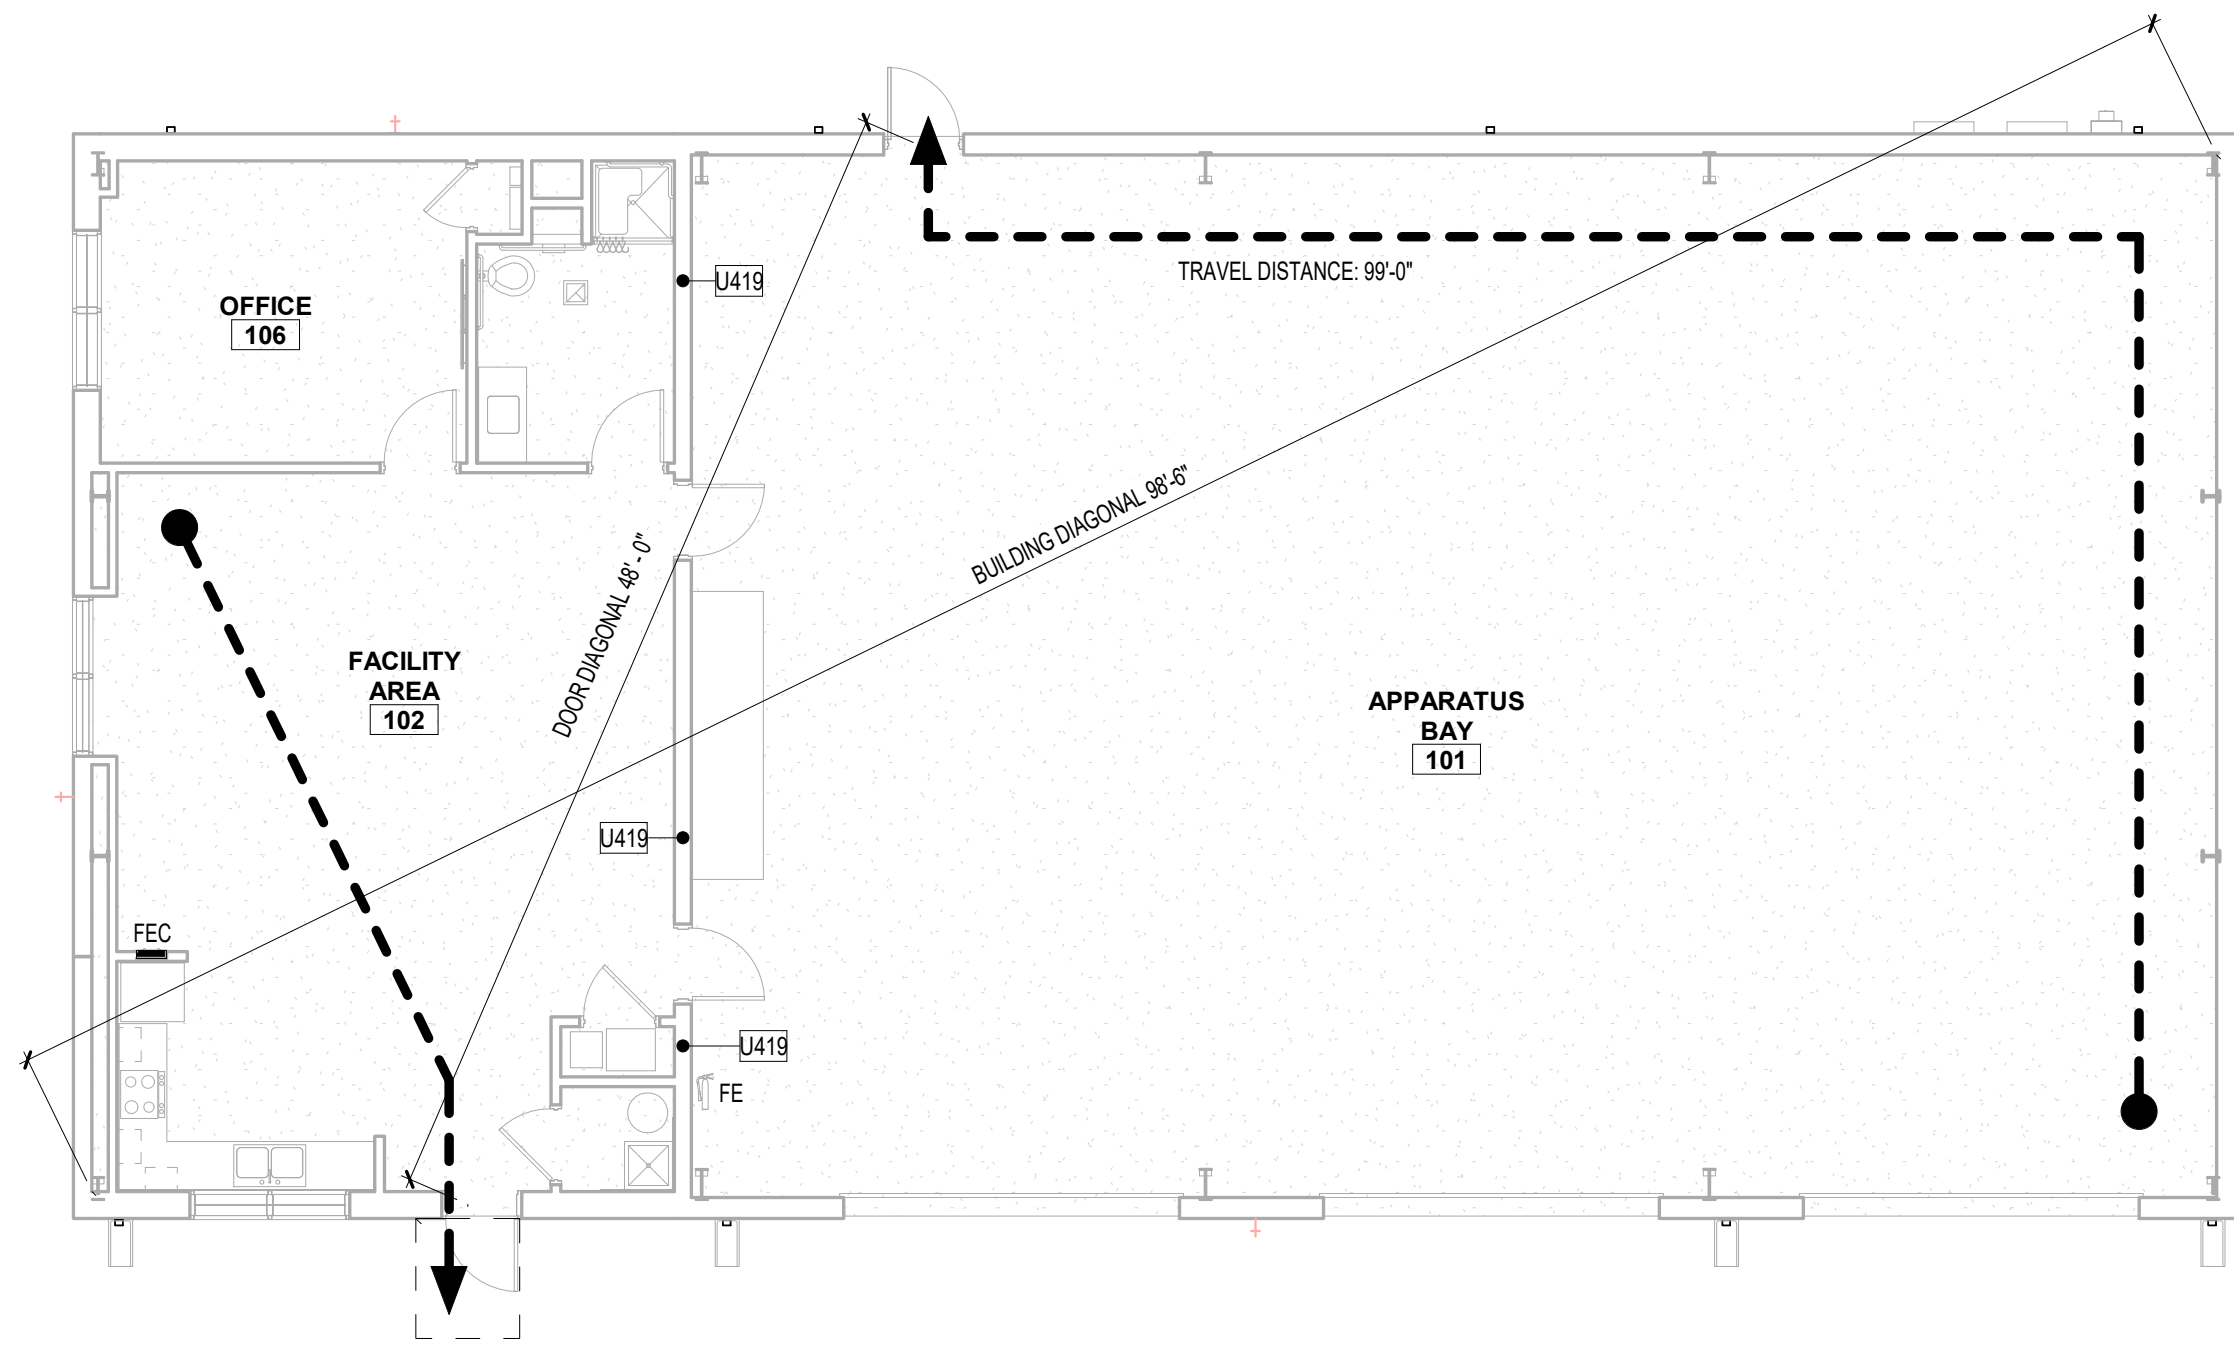 U419
TRAVEL DISTANCE: 99'-0"
OFFICE
106
BUILDING DIAGONAL 98'-6"
DOOR DIAGONAL 48' - 0"
FACILITY
AREA
102
APPARATUS
BAY
101
U419
FEC
U419
FE